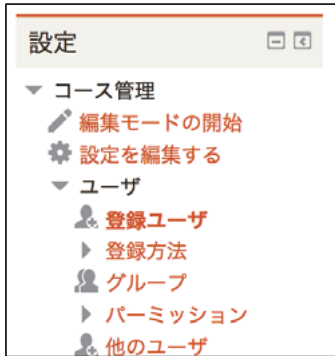 設定
コース管理
編集モードの開始
設定を編集する
ユーザ
登録ユーザ
登録方法
グループ
パーミッション
他のユーザ